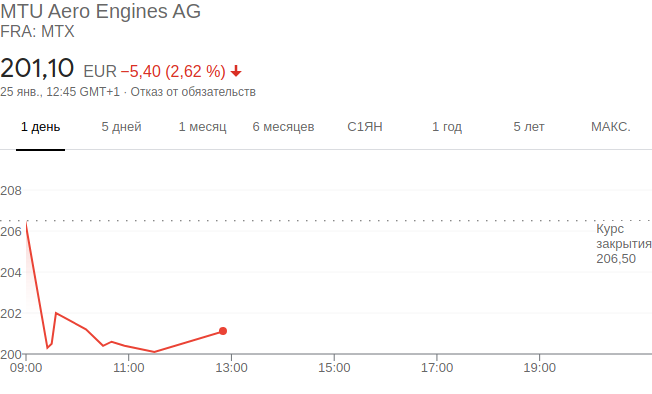 MTU Aero Engines AG
FRA: MTX
201,10 EUR −5,40 (2,62 %) ↓
25 янв., 12:45 GMT+1 · Отказ от обязательств
1 день 5 дней 1 месяц 6 месяцев С1ЯН 1 год 5 лет МАКС.
208
206
204
202
200
Курс
закрытия
206,50
09:00 11:00 13:00 15:00 17:00 19:00